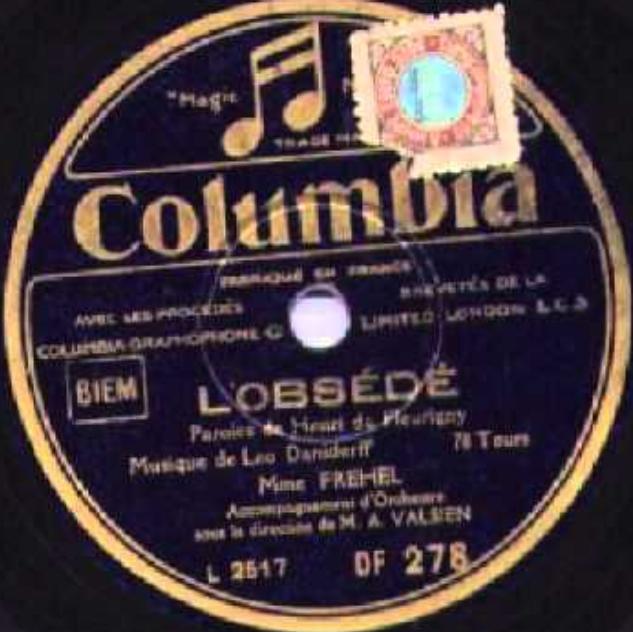 "Magic
TRADE MA
Columbia
FABRIQUÉ EN FRANCE
AVEC LES PROCÉDÉS BREVETÉS DE LA
COLUMBIA GRAPHOPHONE Cº LIMITED LONDON E.C.
BIEM
L'OBSÉDÉ
Paroles de Henri de Fleurigny
Musique de Leo Daniderff 78 Tours
Mme FREHEL
Accompagnement d'Orchestre
sous la direction de M. A. VALSIEN
L 2517 DF 278